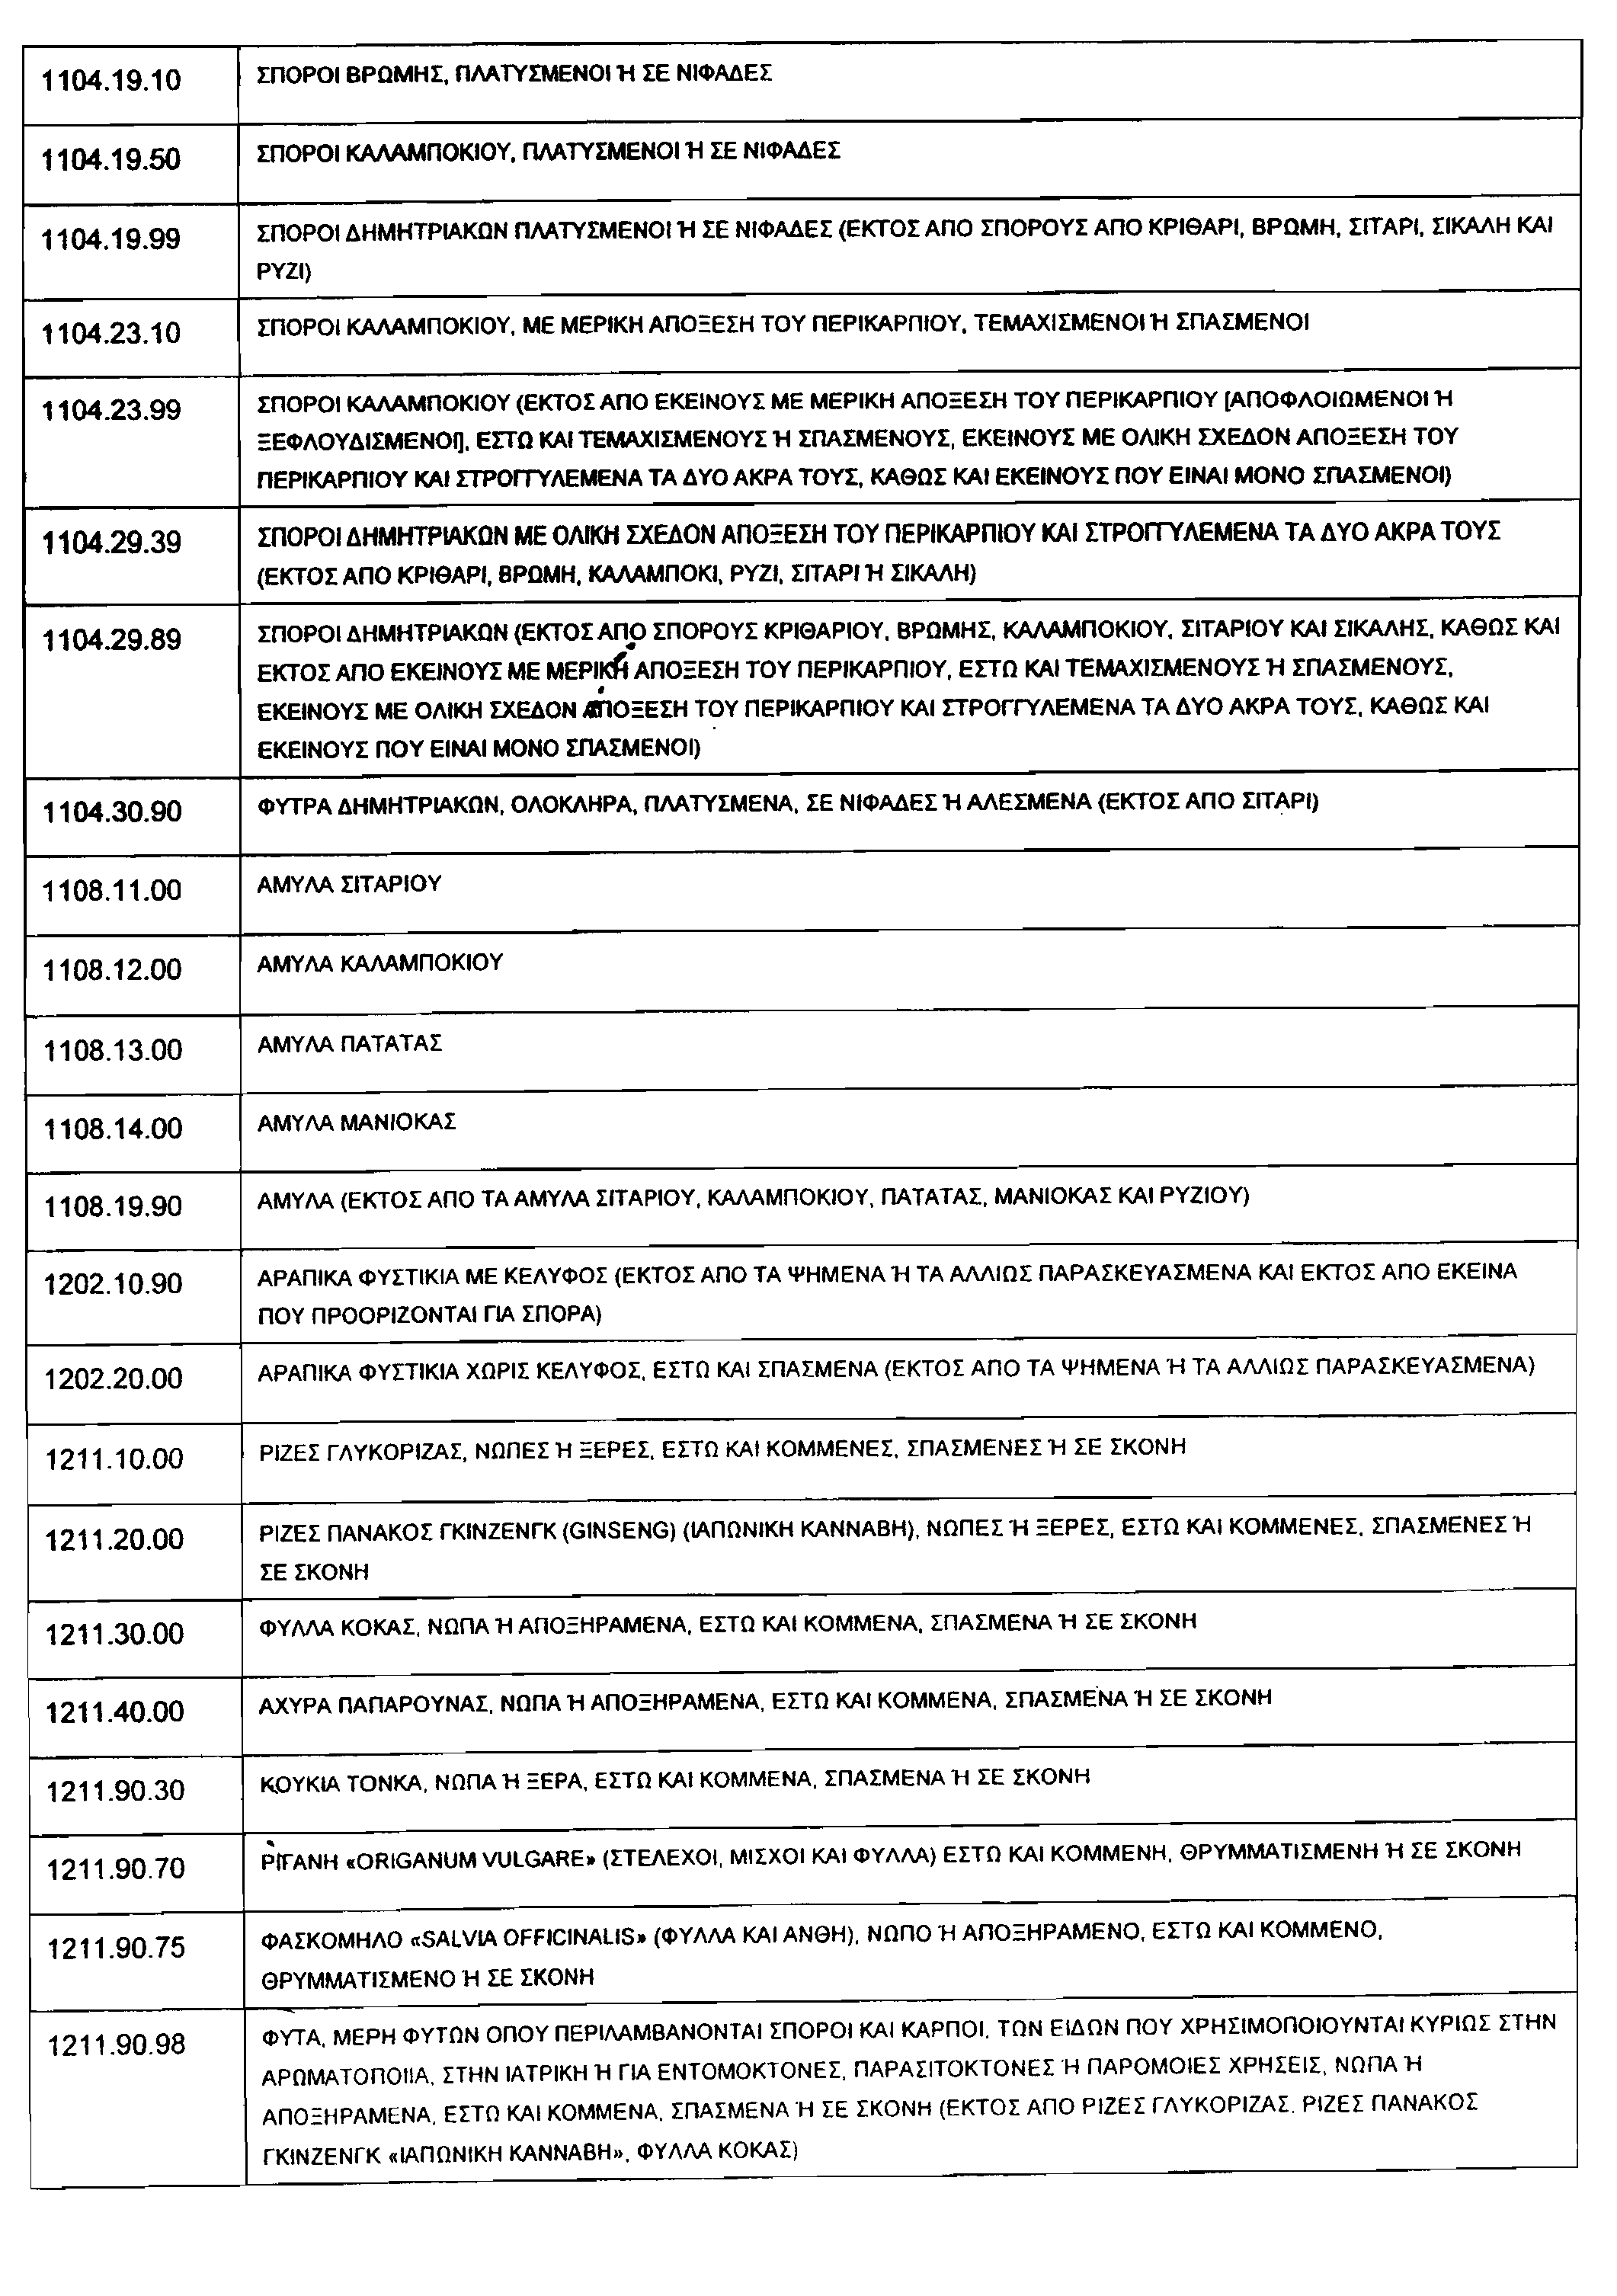 1104.19.10 ΣΠΟΡΟΙ ΒΡΩΜΗΣ, ΠΛΑΤΥΣΜΕΝΟΙ Ή ΣΕ ΝΙΦΑΔΕΣ
1104.19.50 ΣΠΟΡΟΙ ΚΑΛΑΜΠΟΚΙΟΥ, ΠΛΑΤΥΣΜΕΝΟΙ Ή ΣΕ ΝΙΦΑΔΕΣ
1104.19.99 ΣΠΟΡΟΙ ΔΗΜΗΤΡΙΑΚΩΝ ΠΛΑΤΥΣΜΕΝΟΙ Ή ΣΕ ΝΙΦΑΔΕΣ (ΕΚΤΟΣ ΑΠΟ ΣΠΟΡΟΥΣ ΑΠΟ ΚΡΙΘΑΡΙ, ΒΡΩΜΗ, ΣΙΤΑΡΙ, ΣΙΚΑΛΗ ΚΑΙ
ΡΥΖΙ)
1104.23.10 ΣΠΟΡΟΙ ΚΑΛΑΜΠΟΚΙΟΥ, ΜΕ ΜΕΡΙΚΗ ΑΠΟΞΕΣΗ ΤΟΥ ΠΕΡΙΚΑΡΠΙΟΥ, ΤΕΜΑΧΙΣΜΕΝΟΙ Ή ΣΠΑΣΜΕΝΟΙ
1104.23.99 ΣΠΟΡΟΙ ΚΑΛΑΜΠΟΚΙΟΥ (ΕΚΤΟΣ ΑΠΟ ΕΚΕΙΝΟΥΣ ΜΕ ΜΕΡΙΚΗ ΑΠΟΞΕΣΗ ΤΟΥ ΠΕΡΙΚΑΡΠΙΟΥ [ΑΠΟΦΛΟΙΩΜΕΝΟΙ Ή
ΞΕΦΛΟΥΔΙΣΜΕΝΟΙ], ΕΣΤΩ ΚΑΙ ΤΕΜΑΧΙΣΜΕΝΟΥΣ Ή ΣΠΑΣΜΕΝΟΥΣ, ΕΚΕΙΝΟΥΣ ΜΕ ΟΛΙΚΗ ΣΧΕΔΟΝ ΑΠΟΞΕΣΗ ΤΟΥ
ΠΕΡΙΚΑΡΠΙΟΥ ΚΑΙ ΣΤΡΟΓΓΥΛΕΜΕΝΑ ΤΑ ΔΥΟ ΑΚΡΑ ΤΟΥΣ, ΚΑΘΩΣ ΚΑΙ ΕΚΕΙΝΟΥΣ ΠΟΥ ΕΙΝΑΙ ΜΟΝΟ ΣΠΑΣΜΕΝΟΙ)
1104.29.39 ΣΠΟΡΟΙ ΔΗΜΗΤΡΙΑΚΩΝ ΜΕ ΟΛΙΚΗ ΣΧΕΔΟΝ ΑΠΟΞΕΣΗ ΤΟΥ ΠΕΡΙΚΑΡΠΙΟΥ ΚΑΙ ΣΤΡΟΓΓΥΛΕΜΕΝΑ ΤΑ ΔΥΟ ΑΚΡΑ ΤΟΥΣ
(ΕΚΤΟΣ ΑΠΟ ΚΡΙΘΑΡΙ, ΒΡΩΜΗ, ΚΑΛΑΜΠΟΚΙ, ΡΥΖΙ, ΣΙΤΑΡΙ Ή ΣΙΚΑΛΗ)
1104.29.89 ΣΠΟΡΟΙ ΔΗΜΗΤΡΙΑΚΩΝ (ΕΚΤΟΣ ΑΠΟ ΣΠΟΡΟΥΣ ΚΡΙΘΑΡΙΟΥ, ΒΡΩΜΗΣ, ΚΑΛΑΜΠΟΚΙΟΥ, ΣΙΤΑΡΙΟΥ ΚΑΙ ΣΙΚΑΛΗΣ, ΚΑΘΩΣ ΚΑΙ
ΕΚΤΟΣ ΑΠΟ ΕΚΕΙΝΟΥΣ ΜΕ ΜΕΡΙΚΗ ΑΠΟΞΕΣΗ ΤΟΥ ΠΕΡΙΚΑΡΠΙΟΥ, ΕΣΤΩ ΚΑΙ ΤΕΜΑΧΙΣΜΕΝΟΥΣ Ή ΣΠΑΣΜΕΝΟΥΣ,
ΕΚΕΙΝΟΥΣ ΜΕ ΟΛΙΚΗ ΣΧΕΔΟΝ ΑΠΟΞΕΣΗ ΤΟΥ ΠΕΡΙΚΑΡΠΙΟΥ ΚΑΙ ΣΤΡΟΓΓΥΛΕΜΕΝΑ ΤΑ ΔΥΟ ΑΚΡΑ ΤΟΥΣ, ΚΑΘΩΣ ΚΑΙ
ΕΚΕΙΝΟΥΣ ΠΟΥ ΕΙΝΑΙ ΜΟΝΟ ΣΠΑΣΜΕΝΟΙ)
1104.30.90 ΦΥΤΡΑ ΔΗΜΗΤΡΙΑΚΩΝ, ΟΛΟΚΛΗΡΑ, ΠΛΑΤΥΣΜΕΝΑ, ΣΕ ΝΙΦΑΔΕΣ Ή ΑΛΕΣΜΕΝΑ (ΕΚΤΟΣ ΑΠΟ ΣΙΤΑΡΙ)
1108.11.00 ΑΜΥΛΑ ΣΙΤΑΡΙΟΥ
1108.12.00 ΑΜΥΛΑ ΚΑΛΑΜΠΟΚΙΟΥ
1108.13.00 ΑΜΥΛΑ ΠΑΤΑΤΑΣ
1108.14.00 ΑΜΥΛΑ ΜΑΝΙΟΚΑΣ
1108.19.90 ΑΜΥΛΑ (ΕΚΤΟΣ ΑΠΟ ΤΑ ΑΜΥΛΑ ΣΙΤΑΡΙΟΥ, ΚΑΛΑΜΠΟΚΙΟΥ, ΠΑΤΑΤΑΣ, ΜΑΝΙΟΚΑΣ ΚΑΙ ΡΥΖΙΟΥ)
1202.10.90 ΑΡΑΠΙΚΑ ΦΥΣΤΙΚΙΑ ΜΕ ΚΕΛΥΦΟΣ (ΕΚΤΟΣ ΑΠΟ ΤΑ ΨΗΜΕΝΑ Ή ΤΑ ΑΛΛΙΩΣ ΠΑΡΑΣΚΕΥΑΣΜΕΝΑ ΚΑΙ ΕΚΤΟΣ ΑΠΟ ΕΚΕΙΝΑ
ΠΟΥ ΠΡΟΟΡΙΖΟΝΤΑΙ ΓΙΑ ΣΠΟΡΑ)
1202.20.00 ΑΡΑΠΙΚΑ ΦΥΣΤΙΚΙΑ ΧΩΡΙΣ ΚΕΛΥΦΟΣ, ΕΣΤΩ ΚΑΙ ΣΠΑΣΜΕΝΑ (ΕΚΤΟΣ ΑΠΟ ΤΑ ΨΗΜΕΝΑ Ή ΤΑ ΑΛΛΙΩΣ ΠΑΡΑΣΚΕΥΑΣΜΕΝΑ)
1211.10.00 ΡΙΖΕΣ ΓΛΥΚΟΡΙΖΑΣ, ΝΩΠΕΣ Ή ΞΕΡΕΣ, ΕΣΤΩ ΚΑΙ ΚΟΜΜΕΝΕΣ, ΣΠΑΣΜΕΝΕΣ Ή ΣΕ ΣΚΟΝΗ
1211.20.00 ΡΙΖΕΣ ΠΑΝΑΚΟΣ ΓΚΙΝΖΕΝΓΚ (GINSENG) (ΙΑΠΩΝΙΚΗ ΚΑΝΝΑΒΗ), ΝΩΠΕΣ Ή ΞΕΡΕΣ, ΕΣΤΩ ΚΑΙ ΚΟΜΜΕΝΕΣ, ΣΠΑΣΜΕΝΕΣ Ή
ΣΕ ΣΚΟΝΗ
1211.30.00 ΦΥΛΛΑ ΚΟΚΑΣ, ΝΩΠΑ Ή ΑΠΟΞΗΡΑΜΕΝΑ, ΕΣΤΩ ΚΑΙ ΚΟΜΜΕΝΑ, ΣΠΑΣΜΕΝΑ Ή ΣΕ ΣΚΟΝΗ
1211.40.00 ΑΧΥΡΑ ΠΑΠΑΡΟΥΝΑΣ, ΝΩΠΑ Ή ΑΠΟΞΗΡΑΜΕΝΑ, ΕΣΤΩ ΚΑΙ ΚΟΜΜΕΝΑ, ΣΠΑΣΜΕΝΑ Ή ΣΕ ΣΚΟΝΗ
1211.90.30 ΚΟΥΚΙΑ ΤΟΝΚΑ, ΝΩΠΑ Ή ΞΕΡΑ, ΕΣΤΩ ΚΑΙ ΚΟΜΜΕΝΑ, ΣΠΑΣΜΕΝΑ Ή ΣΕ ΣΚΟΝΗ
1211.90.70 ΡΙΓΑΝΗ «ORIGANUM VULGARE» (ΣΤΕΛΕΧΟΙ, ΜΙΣΧΟΙ ΚΑΙ ΦΥΛΛΑ) ΕΣΤΩ ΚΑΙ ΚΟΜΜΕΝΗ, ΘΡΥΜΜΑΤΙΣΜΕΝΗ Ή ΣΕ ΣΚΟΝΗ
1211.90.75 ΦΑΣΚΟΜΗΛΟ «SALVIA OFFICINALIS» (ΦΥΛΛΑ ΚΑΙ ΑΝΘΗ), ΝΩΠΟ Ή ΑΠΟΞΗΡΑΜΕΝΟ, ΕΣΤΩ ΚΑΙ ΚΟΜΜΕΝΟ,
ΘΡΥΜΜΑΤΙΣΜΕΝΟ Ή ΣΕ ΣΚΟΝΗ
1211.90.98 ΦΥΤΑ, ΜΕΡΗ ΦΥΤΩΝ ΟΠΟΥ ΠΕΡΙΛΑΜΒΑΝΟΝΤΑΙ ΣΠΟΡΟΙ ΚΑΙ ΚΑΡΠΟΙ, ΤΩΝ ΕΙΔΩΝ ΠΟΥ ΧΡΗΣΙΜΟΠΟΙΟΥΝΤΑΙ ΚΥΡΙΩΣ ΣΤΗΝ
ΑΡΩΜΑΤΟΠΟΙΙΑ, ΣΤΗΝ ΙΑΤΡΙΚΗ Ή ΓΙΑ ΕΝΤΟΜΟΚΤΟΝΕΣ, ΠΑΡΑΣΙΤΟΚΤΟΝΕΣ Ή ΠΑΡΟΜΟΙΕΣ ΧΡΗΣΕΙΣ, ΝΩΠΑ Ή
ΑΠΟΞΗΡΑΜΕΝΑ, ΕΣΤΩ ΚΑΙ ΚΟΜΜΕΝΑ, ΣΠΑΣΜΕΝΑ Ή ΣΕ ΣΚΟΝΗ (ΕΚΤΟΣ ΑΠΟ ΡΙΖΕΣ ΓΛΥΚΟΡΙΖΑΣ, ΡΙΖΕΣ ΠΑΝΑΚΟΣ
ΓΚΙΝΖΕΝΓΚ «ΙΑΠΩΝΙΚΗ ΚΑΝΝΑΒΗ», ΦΥΛΛΑ ΚΟΚΑΣ)